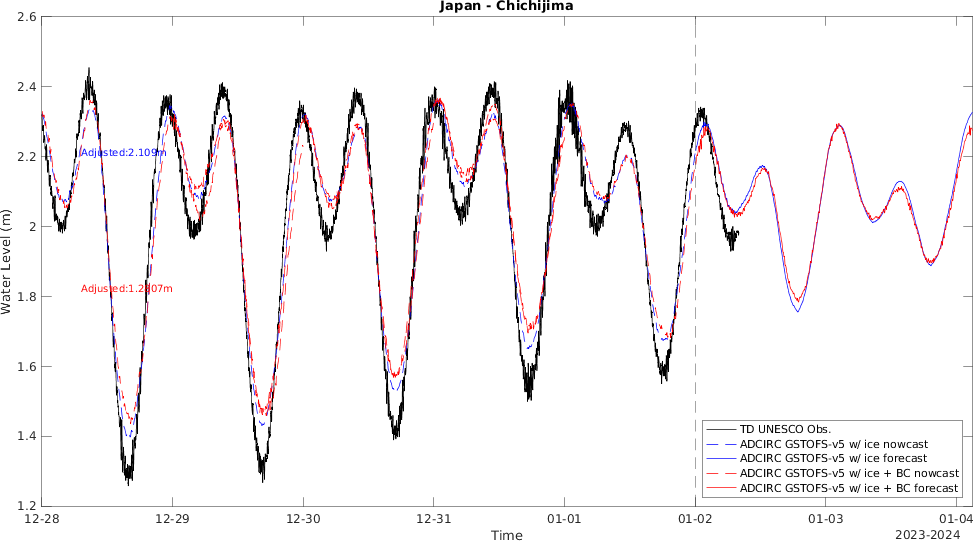 Japan - Chichijima
2.6
2.4
2.2
2
1.8
1.6
1.4
1.2
Water Level (m)
Adjusted:2.109m
Adjusted:1.2807m
TD UNESCO Obs.
ADCIRC GSTOFS-v5 w/ ice nowcast
ADCIRC GSTOFS-v5 w/ ice forecast
ADCIRC GSTOFS-v5 w/ ice + BC nowcast
ADCIRC GSTOFS-v5 w/ ice + BC forecast
12-28 12-29 12-30 12-31 01-01 01-02 01-03 01-04
Time
2023-2024